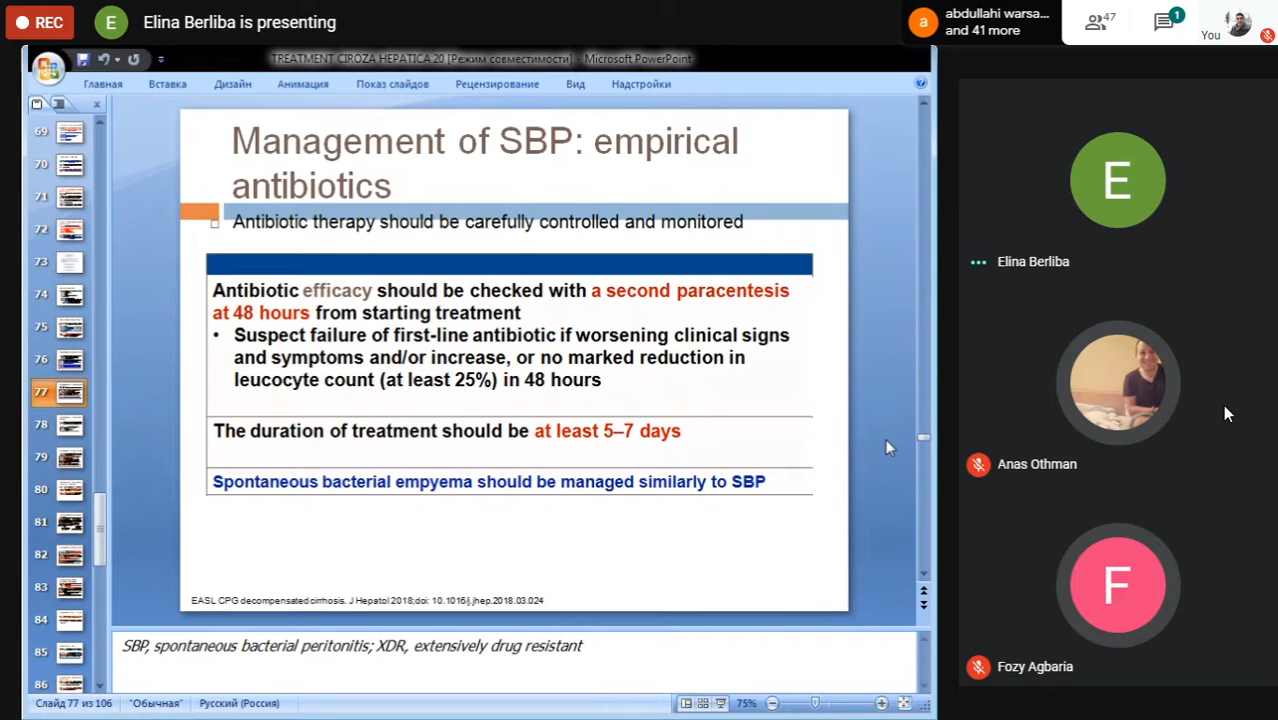 REC
E
Elina Berliba is presenting
a
abdullahi warsa...
and 41 more
47
1
You
TREATMENT CIROZA HEPATICA 20 [Режим совместимости] - Microsoft PowerPoint
Главная Вставка Дизайн Анимация Показ слайдов Рецензирование Вид Надстройки
69
70
71
72
73
74
75
76
77
78
79
80
81
82
83
84
85
86
Management of SBP: empirical
antibiotics
Antibiotic therapy should be carefully controlled and monitored
Antibiotic efficacy should be checked with a second paracentesis
at 48 hours from starting treatment
• Suspect failure of first-line antibiotic if worsening clinical signs
and symptoms and/or increase, or no marked reduction in
leucocyte count (at least 25%) in 48 hours
The duration of treatment should be at least 5–7 days
Spontaneous bacterial empyema should be managed similarly to SBP
EASL CPG decompensated cirrhosis. J Hepatol 2018;doi: 10.1016/j.jhep.2018.03.024
SBP, spontaneous bacterial peritonitis; XDR, extensively drug resistant
Слайд 77 из 106 "Обычная" Русский (Россия) 75%
E
Elina Berliba
Anas Othman
F
Fozy Agbaria